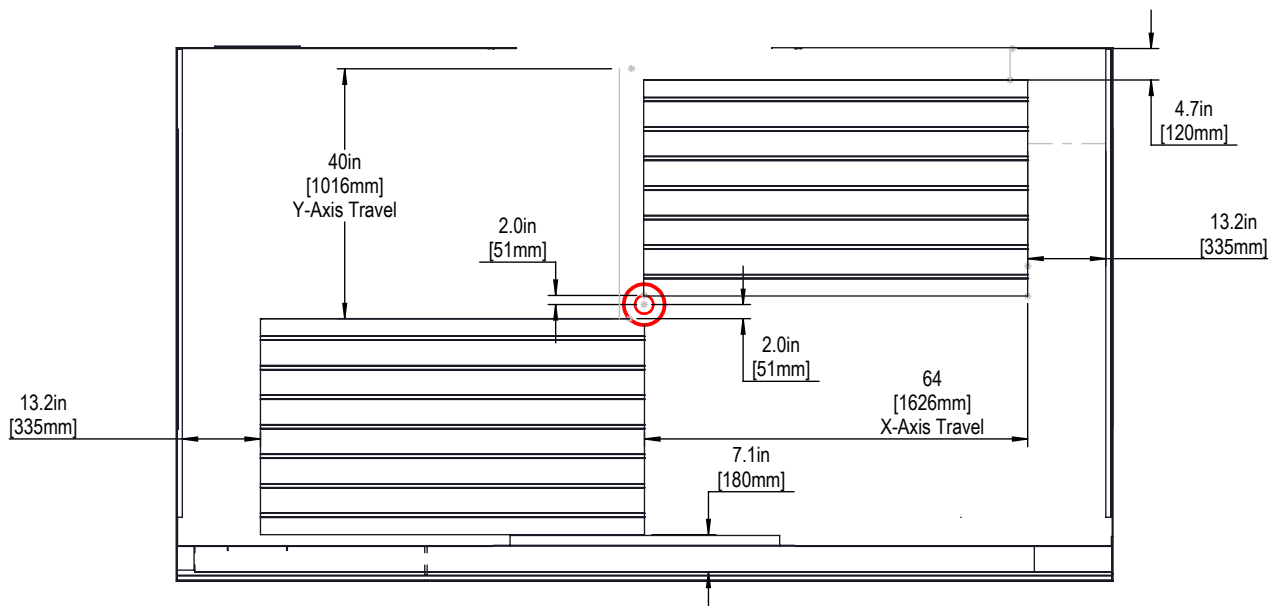 4.7in
[120mm]
40in
[1016mm]
Y-Axis Travel
2.0in
[51mm]
13.2in
[335mm]
2.0in
[51mm]
64
[1626mm]
X-Axis Travel
13.2in
[335mm]
7.1in
[180mm]